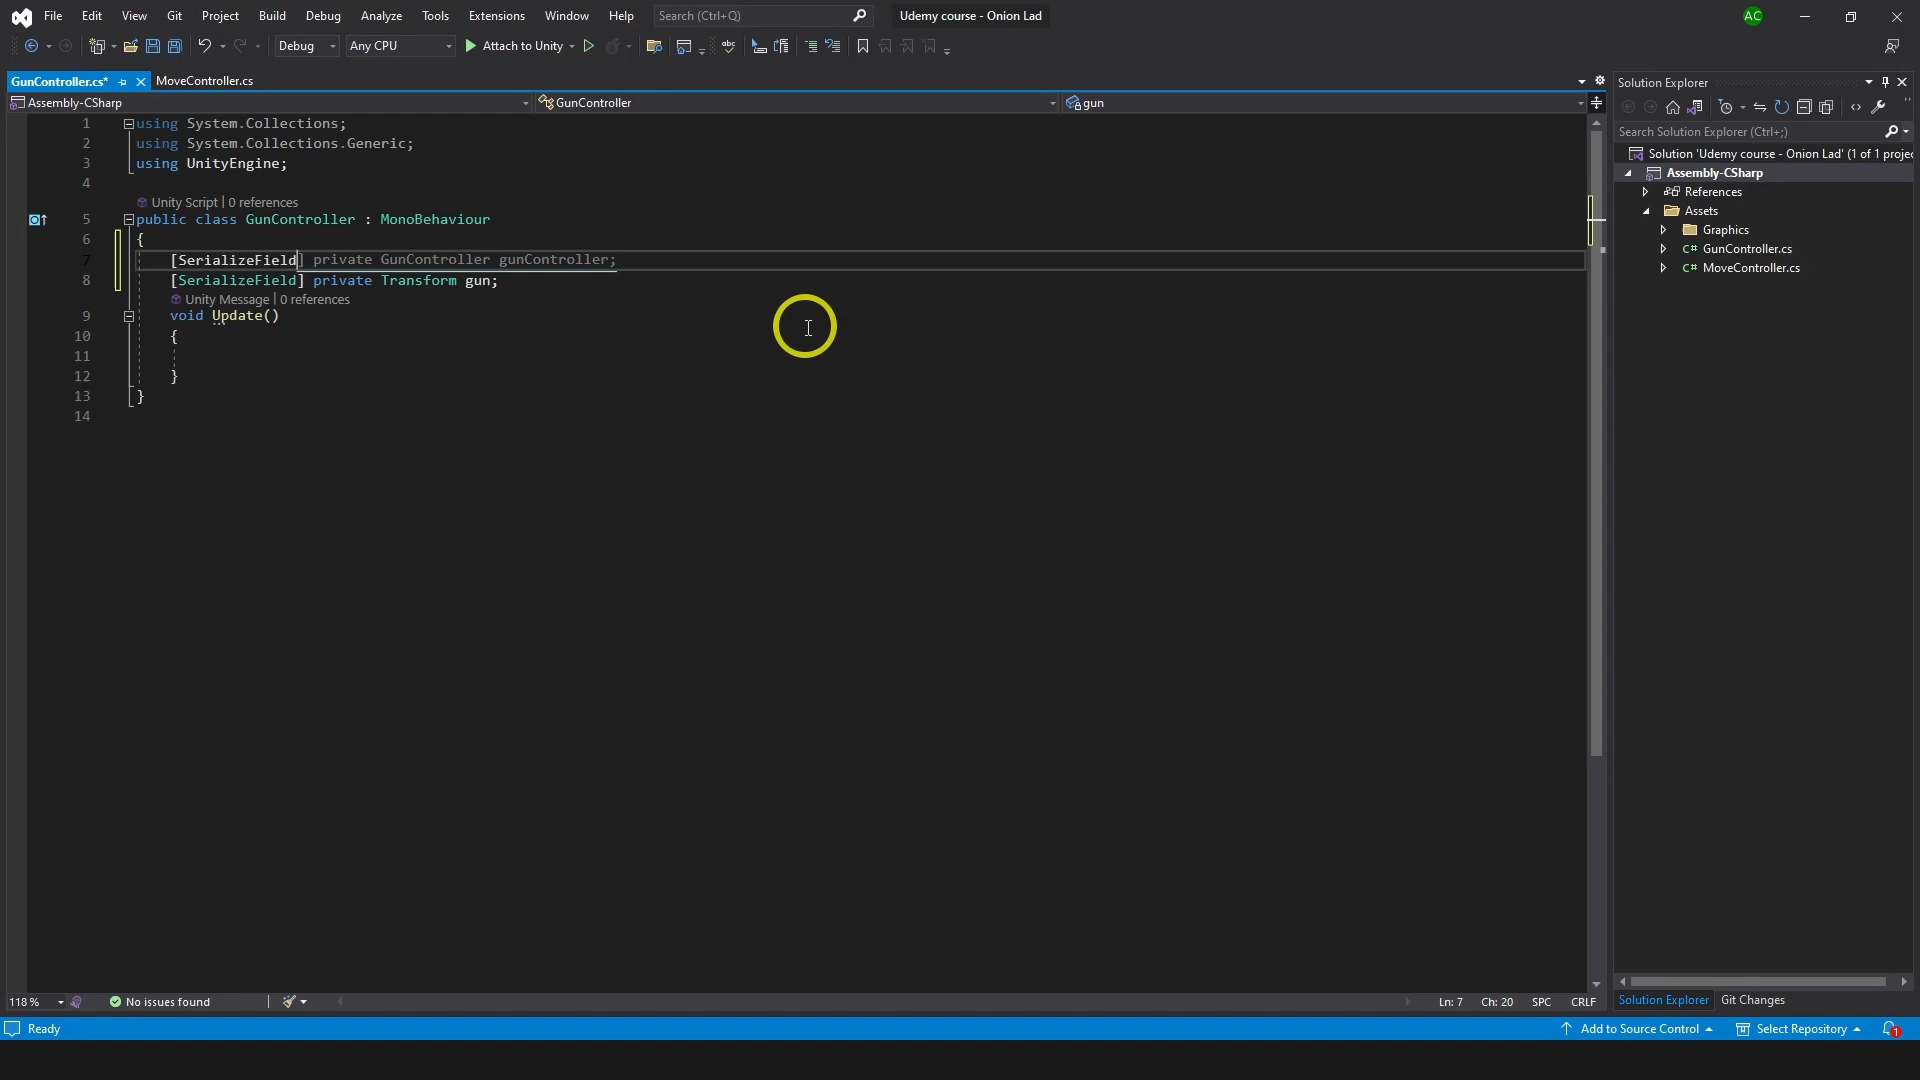 File Edit View Git Project Build Debug Analyze Tools Extensions Window Help Search (Ctrl+Q) Udemy course - Onion Lad AC
Debug Any CPU Attach to Unity
GunController.cs* MoveController.cs
Assembly-CSharp GunController gun
1 using System.Collections;
2 using System.Collections.Generic;
3 using UnityEngine;
4
Unity Script | 0 references
5 public class GunController : MonoBehaviour
6 {
7 [SerializeField] private GunController gunController;
8 [SerializeField] private Transform gun;
Unity Message | 0 references
9 void Update()
10 {
11
12 }
13 }
14
Solution Explorer
Search Solution Explorer (Ctrl+;)
Solution 'Udemy course - Onion Lad' (1 of 1 projec
Assembly-CSharp
References
Assets
Graphics
C# GunController.cs
C# MoveController.cs
Solution Explorer Git Changes
118 % No issues found Ln: 7 Ch: 20 SPC CRLF
Ready Add to Source Control Select Repository 1